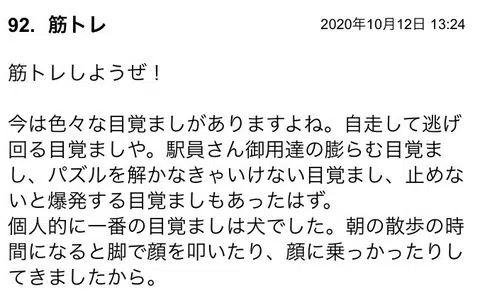 92. 筋トレ
2020年10月12日 13:24
筋トレしようぜ！
今は色々な目覚ましがありますよね。自走して逃げ
回る目覚ましや。駅員さん御用達の膨らむ目覚ま
し、パズルを解かなきゃいけない目覚まし、止めな
いと爆発する目覚ましもあったはず。
個人的に一番の目覚ましは犬でした。朝の散歩の時
間になると脚で顔を叩いたり、顔に乗っかったりし
てきましたから。